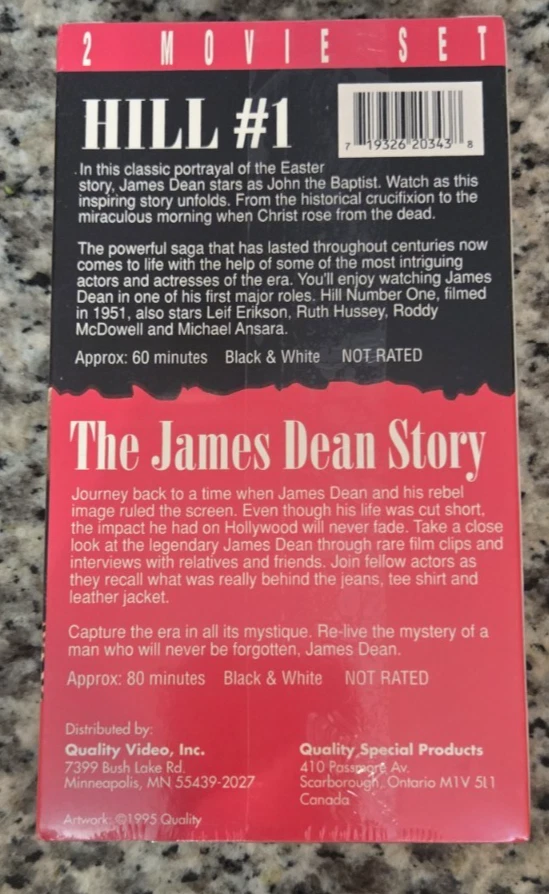 2 MOVIE SET
HILL #1
7 19326 20343 8
.In this classic portrayal of the Easter
story, James Dean stars as John the Baptist. Watch as this
inspiring story unfolds. From the historical crucifixion to the
miraculous morning when Christ rose from the dead.
The powerful saga that has lasted throughout centuries now
comes to life with the help of some of the most intriguing
actors and actresses of the era. You'll enjoy watching James
Dean in one of his first major roles. Hill Number One, filmed
in 1951, also stars Leif Erikson, Ruth Hussey, Roddy
McDowell and Michael Ansara.
Approx: 60 minutes Black & White NOT RATED
The James Dean Story
Journey back to a time when James Dean and his rebel
image ruled the screen. Even though his life was cut short,
the impact he had on Hollywood will never fade. Take a close
look at the legendary James Dean through rare film clips and
interviews with relatives and friends. Join fellow actors as
they recall what was really behind the jeans, tee shirt and
leather jacket.
Capture the era in all its mystique. Re-live the mystery of a
man who will never be forgotten, James Dean.
Approx: 80 minutes Black & White NOT RATED
Distributed by:
Quality Video, Inc.
7399 Bush Lake Rd.
Minneapolis, MN 55439-2027
Quality Special Products
410 Passmore Av.
Scarborough, Ontario M1V 5L1
Canada
Artwork: ©1995 Quality